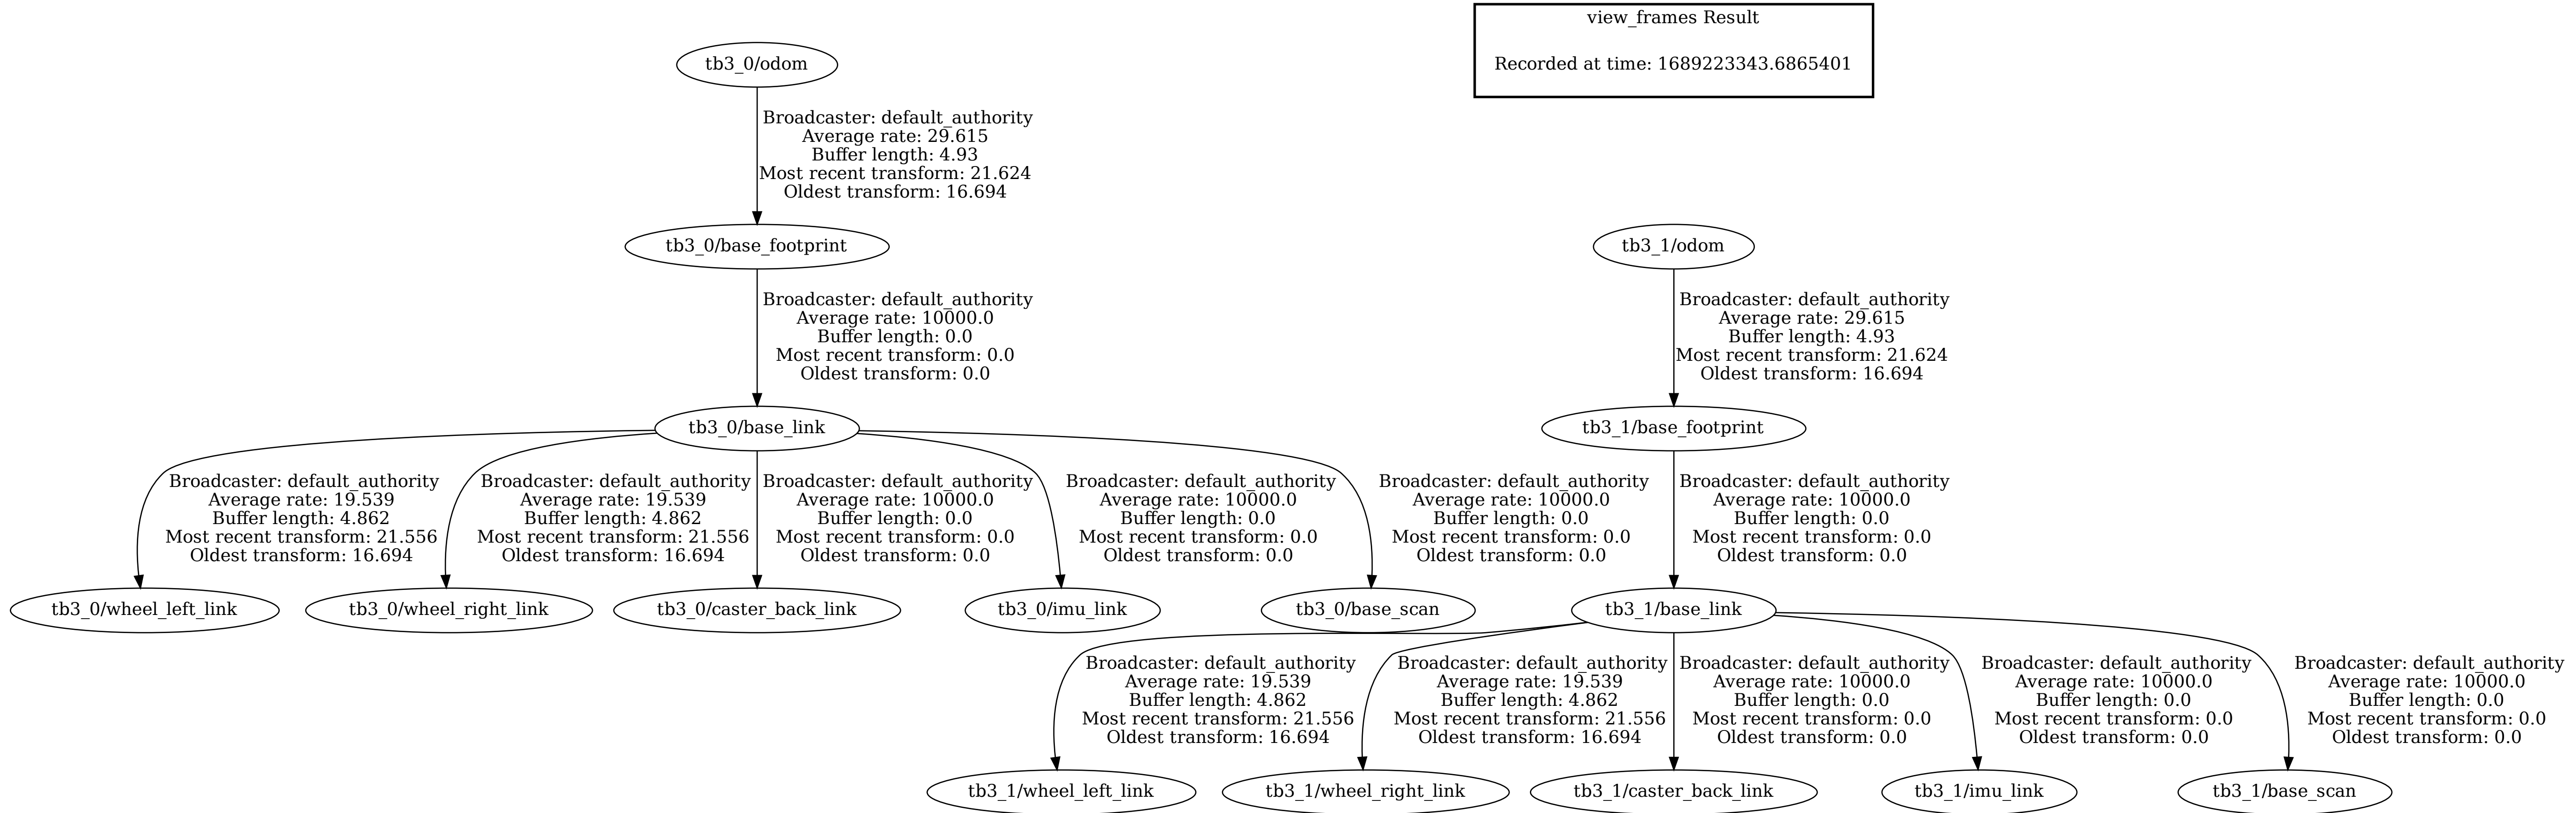 view_frames Result
Recorded at time: 1689223343.6865401
tb3_0/odom
Broadcaster: default_authority
Average rate: 29.615
Buffer length: 4.93
Most recent transform: 21.624
Oldest transform: 16.694
tb3_0/base_footprint
tb3_1/odom
Broadcaster: default_authority
Average rate: 10000.0
Buffer length: 0.0
Most recent transform: 0.0
Oldest transform: 0.0
Broadcaster: default_authority
Average rate: 29.615
Buffer length: 4.93
Most recent transform: 21.624
Oldest transform: 16.694
tb3_0/base_link
tb3_1/base_footprint
Broadcaster: default_authority
Average rate: 19.539
Buffer length: 4.862
Most recent transform: 21.556
Oldest transform: 16.694
Broadcaster: default_authority
Average rate: 19.539
Buffer length: 4.862
Most recent transform: 21.556
Oldest transform: 16.694
Broadcaster: default_authority
Average rate: 10000.0
Buffer length: 0.0
Most recent transform: 0.0
Oldest transform: 0.0
Broadcaster: default_authority
Average rate: 10000.0
Buffer length: 0.0
Most recent transform: 0.0
Oldest transform: 0.0
Broadcaster: default_authority
Average rate: 10000.0
Buffer length: 0.0
Most recent transform: 0.0
Oldest transform: 0.0
Broadcaster: default_authority
Average rate: 10000.0
Buffer length: 0.0
Most recent transform: 0.0
Oldest transform: 0.0
tb3_0/wheel_left_link
tb3_0/wheel_right_link
tb3_0/caster_back_link
tb3_0/imu_link
tb3_0/base_scan
tb3_1/base_link
Broadcaster: default_authority
Average rate: 19.539
Buffer length: 4.862
Most recent transform: 21.556
Oldest transform: 16.694
Broadcaster: default_authority
Average rate: 19.539
Buffer length: 4.862
Most recent transform: 21.556
Oldest transform: 16.694
Broadcaster: default_authority
Average rate: 10000.0
Buffer length: 0.0
Most recent transform: 0.0
Oldest transform: 0.0
Broadcaster: default_authority
Average rate: 10000.0
Buffer length: 0.0
Most recent transform: 0.0
Oldest transform: 0.0
Broadcaster: default_authority
Average rate: 10000.0
Buffer length: 0.0
Most recent transform: 0.0
Oldest transform: 0.0
tb3_1/wheel_left_link
tb3_1/wheel_right_link
tb3_1/caster_back_link
tb3_1/imu_link
tb3_1/base_scan